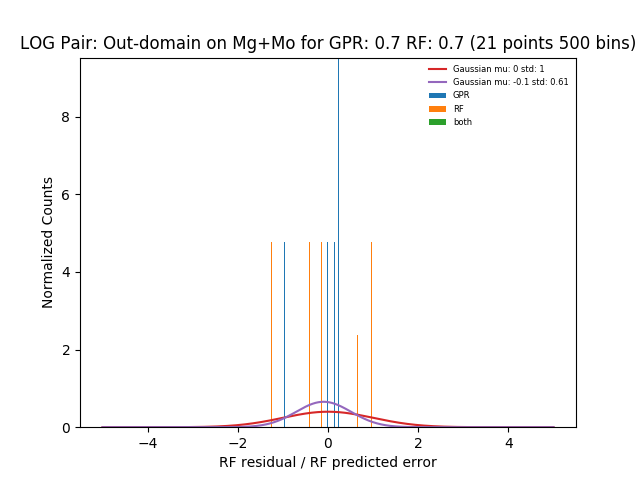 LOG Pair: Out-domain on Mg+Mo for GPR: 0.7 RF: 0.7 (21 points 500 bins)
Gaussian mu: 0 std: 1
Gaussian mu: -0.1 std: 0.61
GPR
RF
both
Normalized Counts
8
6
4
2
0
−4
−2
0
2
4
RF residual / RF predicted error